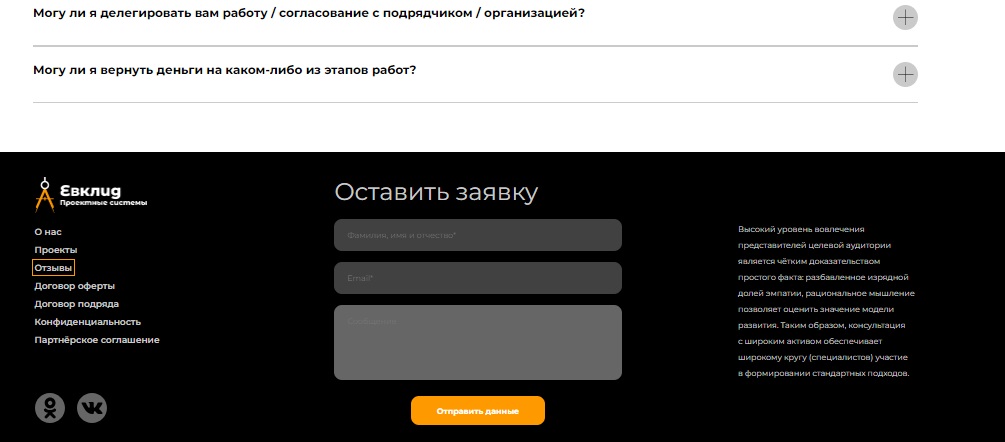 Могу ли я делегировать вам работу / согласование с подрядчиком / организацией?
Могу ли я вернуть деньги на каком-либо из этапов работ?
Евклид
Проектные системы
О нас
Проекты
Отзывы
Договор оферты
Договор подряда
Конфиденциальность
Партнёрское соглашение
Оставить заявку
Фамилия, имя и отчество*
Email*
Сообщение
Отправить данные
Высокий уровень вовлечения
представителей целевой аудитории
является чётким доказательством
простого факта: разбавленное изрядной
долей эмпатии, рациональное мышление
позволяет оценить значение модели
развития. Таким образом, консультация
с широким активом обеспечивает
широкому кругу (специалистов) участие
в формировании стандартных подходов.